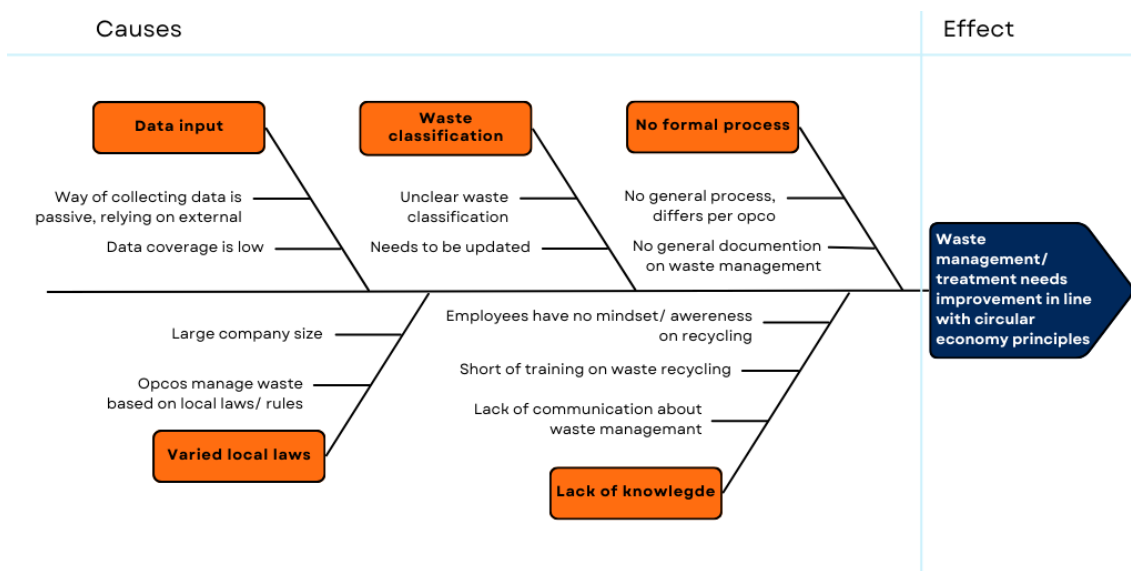 Causes
Effect
Data input
Waste
classification
No formal process
Way of collecting data is
passive, relying on external
Data coverage is low
Unclear waste
classification
Needs to be updated
No general process,
differs per opco
No general documention
on waste management
Waste
management/
treatment needs
improvement in line
with circular
economy principles
Large company size
Opcos manage waste
based on local laws/ rules
Varied local laws
Employees have no mindset/ awereness
on recycling
Short of training on waste recycling
Lack of communication about
waste managemant
Lack of knowlegde